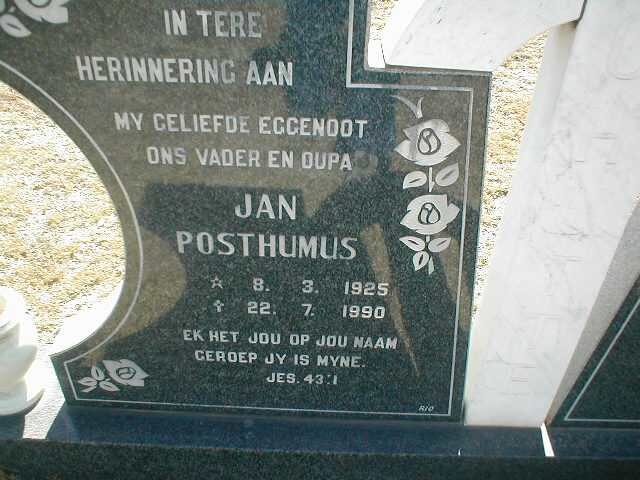 IN TERE
HERINNERING AAN
MY GELIEFDE EGGENOOT
ONS VADER EN OUPA
JAN
POSTHUMUS
☆ 8. 3. 1925
✝ 22. 7. 1990
EK HET JOU OP JOU NAAM
GEROEP JY IS MYNE.
JES. 43:1
RIO